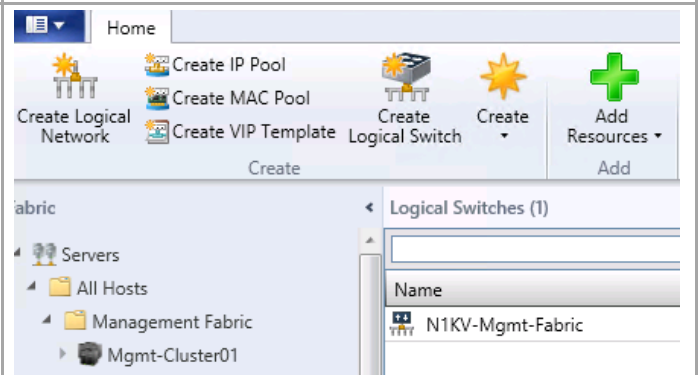 Home
Create Logical
Network
Create IP Pool
Create MAC Pool
Create VIP Template
Create
Logical Switch
Create
Add
Resources
Create
Add
abric
Logical Switches (1)
Servers
All Hosts
Management Fabric
Mgmt-Cluster01
Name
N1KV-Mgmt-Fabric